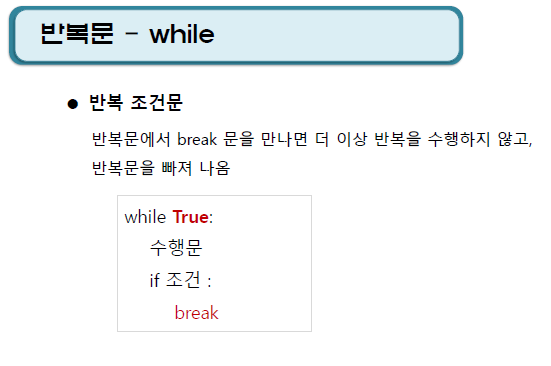 반복문 - while
● 반복 조건문
반복문에서 break 문을 만나면 더 이상 반복을 수행하지 않고,
반복문을 빠져 나옴
while True:
수행문
if 조건 :
break